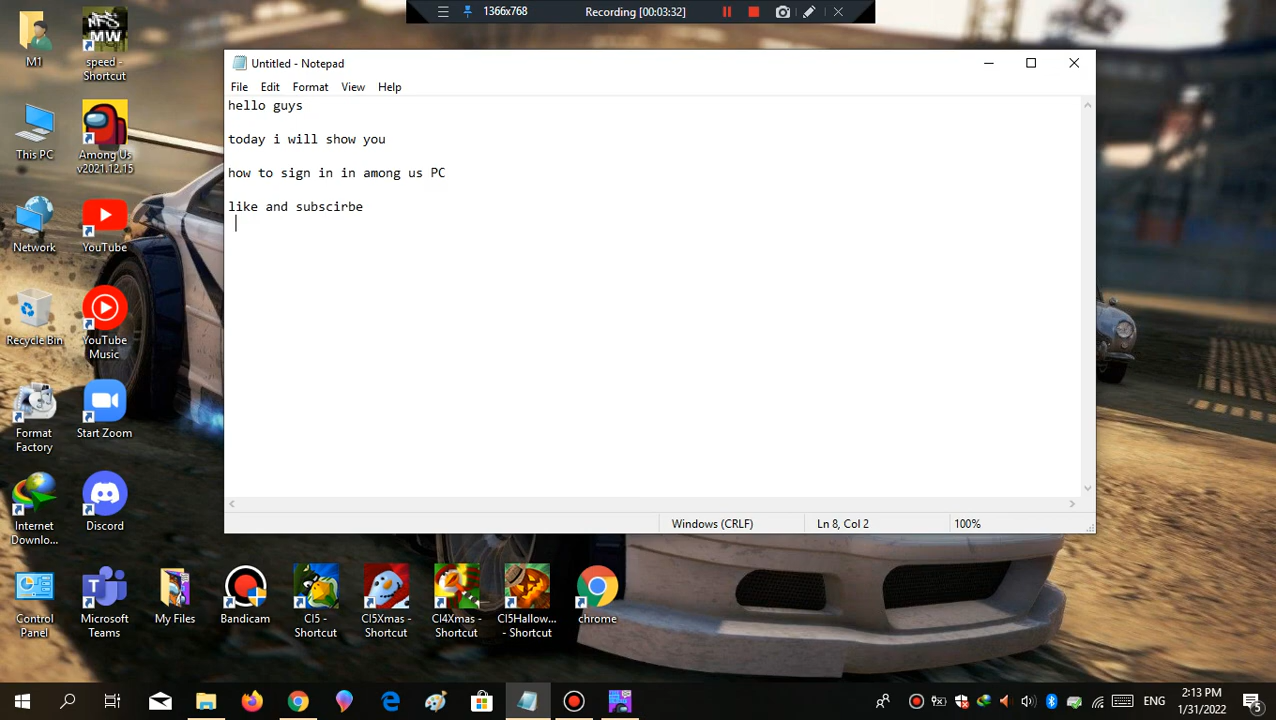 1366x768
Recording [00:03:32]
Untitled - Notepad
File Edit Format View Help
hello guys
today i will show you
how to sign in in among us PC
like and subscirbe
Windows (CRLF)
Ln 8, Col 2
100%
M1
NFS
MW
speed -
Shortcut
This PC
Among Us
v2021.12.15
Network
YouTube
Recycle Bin
YouTube
Music
Format
Factory
Start Zoom
Internet
Downlo...
Discord
Control
Panel
Microsoft
Teams
My Files
Bandicam
CI5 -
Shortcut
CI5Xmas -
Shortcut
CI4Xmas -
Shortcut
CI5Hallow...
- Shortcut
chrome
ENG
2:13 PM
1/31/2022
5